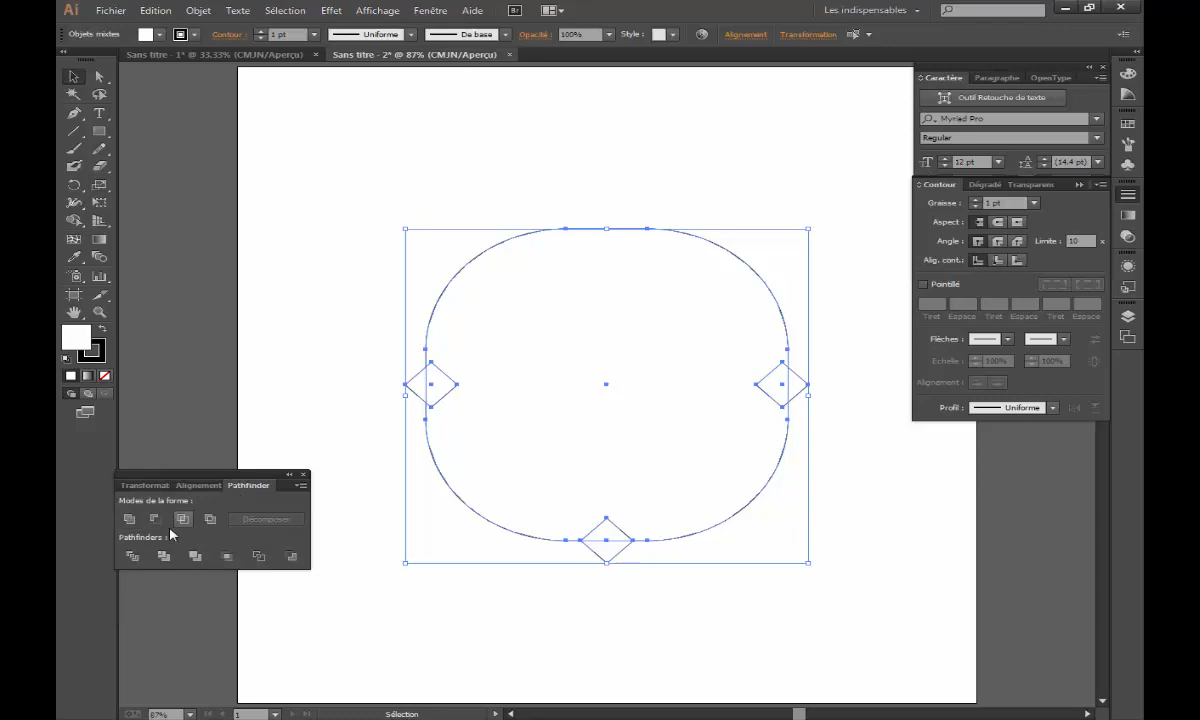 Ai Fichier Edition Objet Texte Sélection Effet Affichage Fenêtre Aide Br Les indispensables
Objets mixtes Contour : 1 pt Uniforme De base Opacité : 100% Style : Alignement Transformation
Sans titre - 1* @ 33,33% (CMJN/Aperçu) × Sans titre - 2* @ 87% (CMJN/Aperçu) ×
Caractère Paragraphe OpenType
Outil Retouche de texte
Myriad Pro
Regular
12 pt (14,4 pt)
Contour Dégradé Transparenc
Graisse : 1 pt
Aspect :
Angle : Limite : 10 x
Alig. cont. :
Pointillé
Tiret Espace Tiret Espace Tiret Espace
Flèches :
Echelle : 100% 100%
Alignement :
Profil : Uniforme
Transformat Alignement Pathfinder
Modes de la forme :
Décomposer
Pathfinders :
87% 1 Sélection